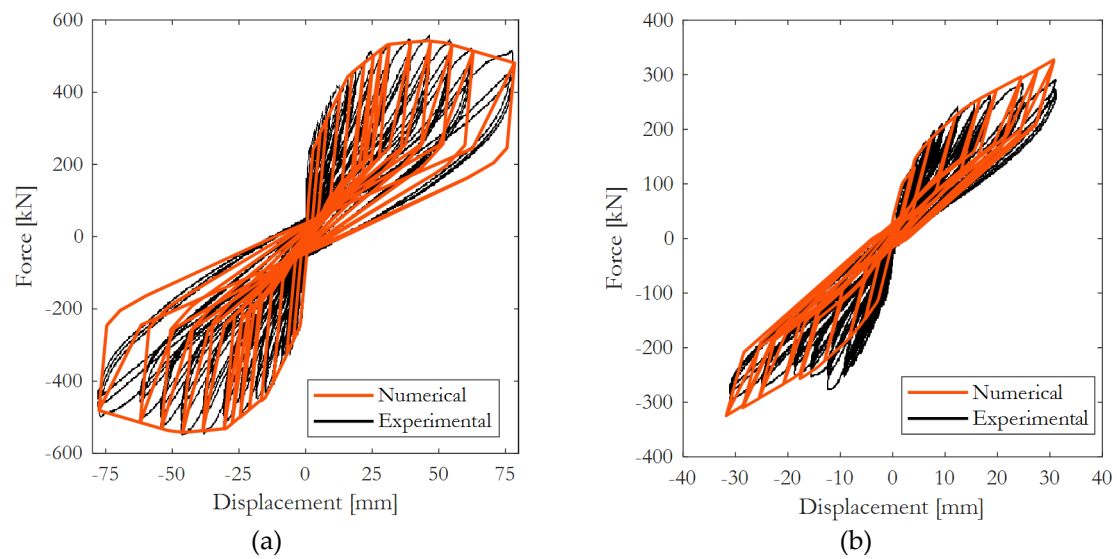 600
400
200
0
-200
-400
-600
Force [kN]
-75 -50 -25 0 25 50 75
Displacement [mm]
Numerical
Experimental
(a)
400
300
200
100
0
-100
-200
-300
-400
Force [kN]
-40 -30 -20 -10 0 10 20 30 40
Displacement [mm]
Numerical
Experimental
(b)